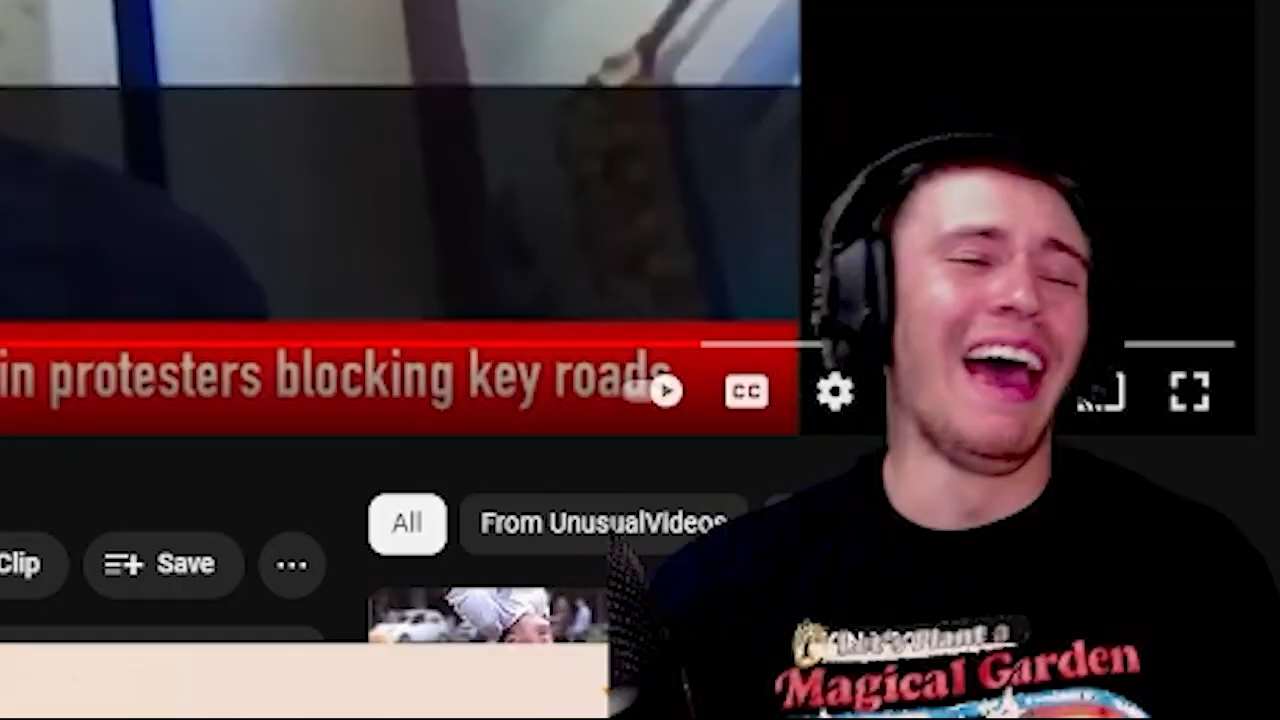 in protesters blocking key roads
CC
All
From UnusualVideos
Clip
Save
Magical Garden